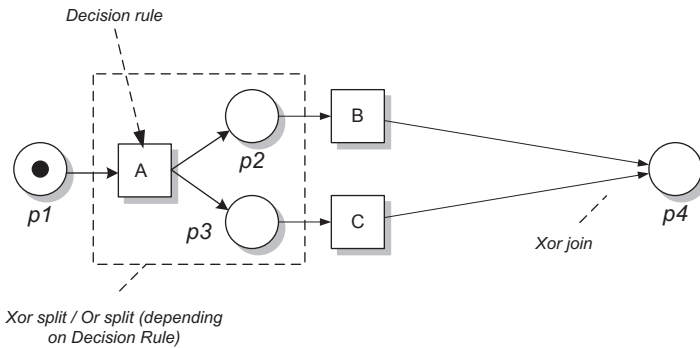 Decision rule
A
B
p1
p2
p3
C
p4
Xor join
Xor split / Or split (depending
on Decision Rule)